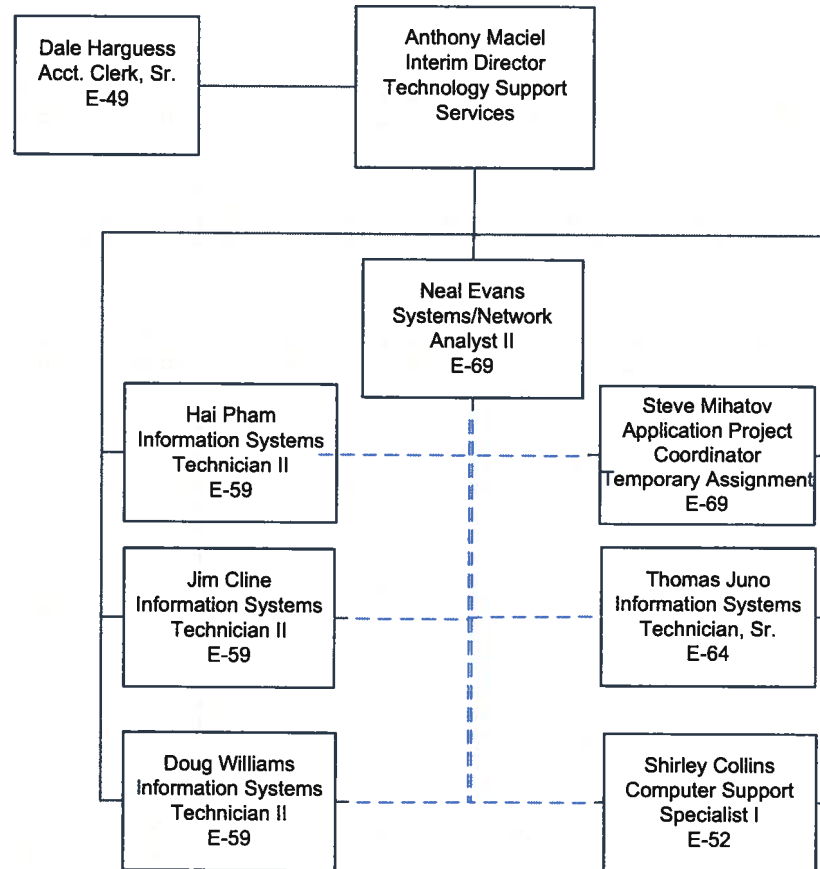 Dale Harguess
Acct. Clerk, Sr.
E-49
Anthony Maciel
Interim Director
Technology Support
Services
Neal Evans
Systems/Network
Analyst II
E-69
Hai Pham
Information Systems
Technician II
E-59
Steve Mihatov
Application Project
Coordinator
Temporary Assignment
E-69
Jim Cline
Information Systems
Technician II
E-59
Thomas Juno
Information Systems
Technician, Sr.
E-64
Doug Williams
Information Systems
Technician II
E-59
Shirley Collins
Computer Support
Specialist I
E-52